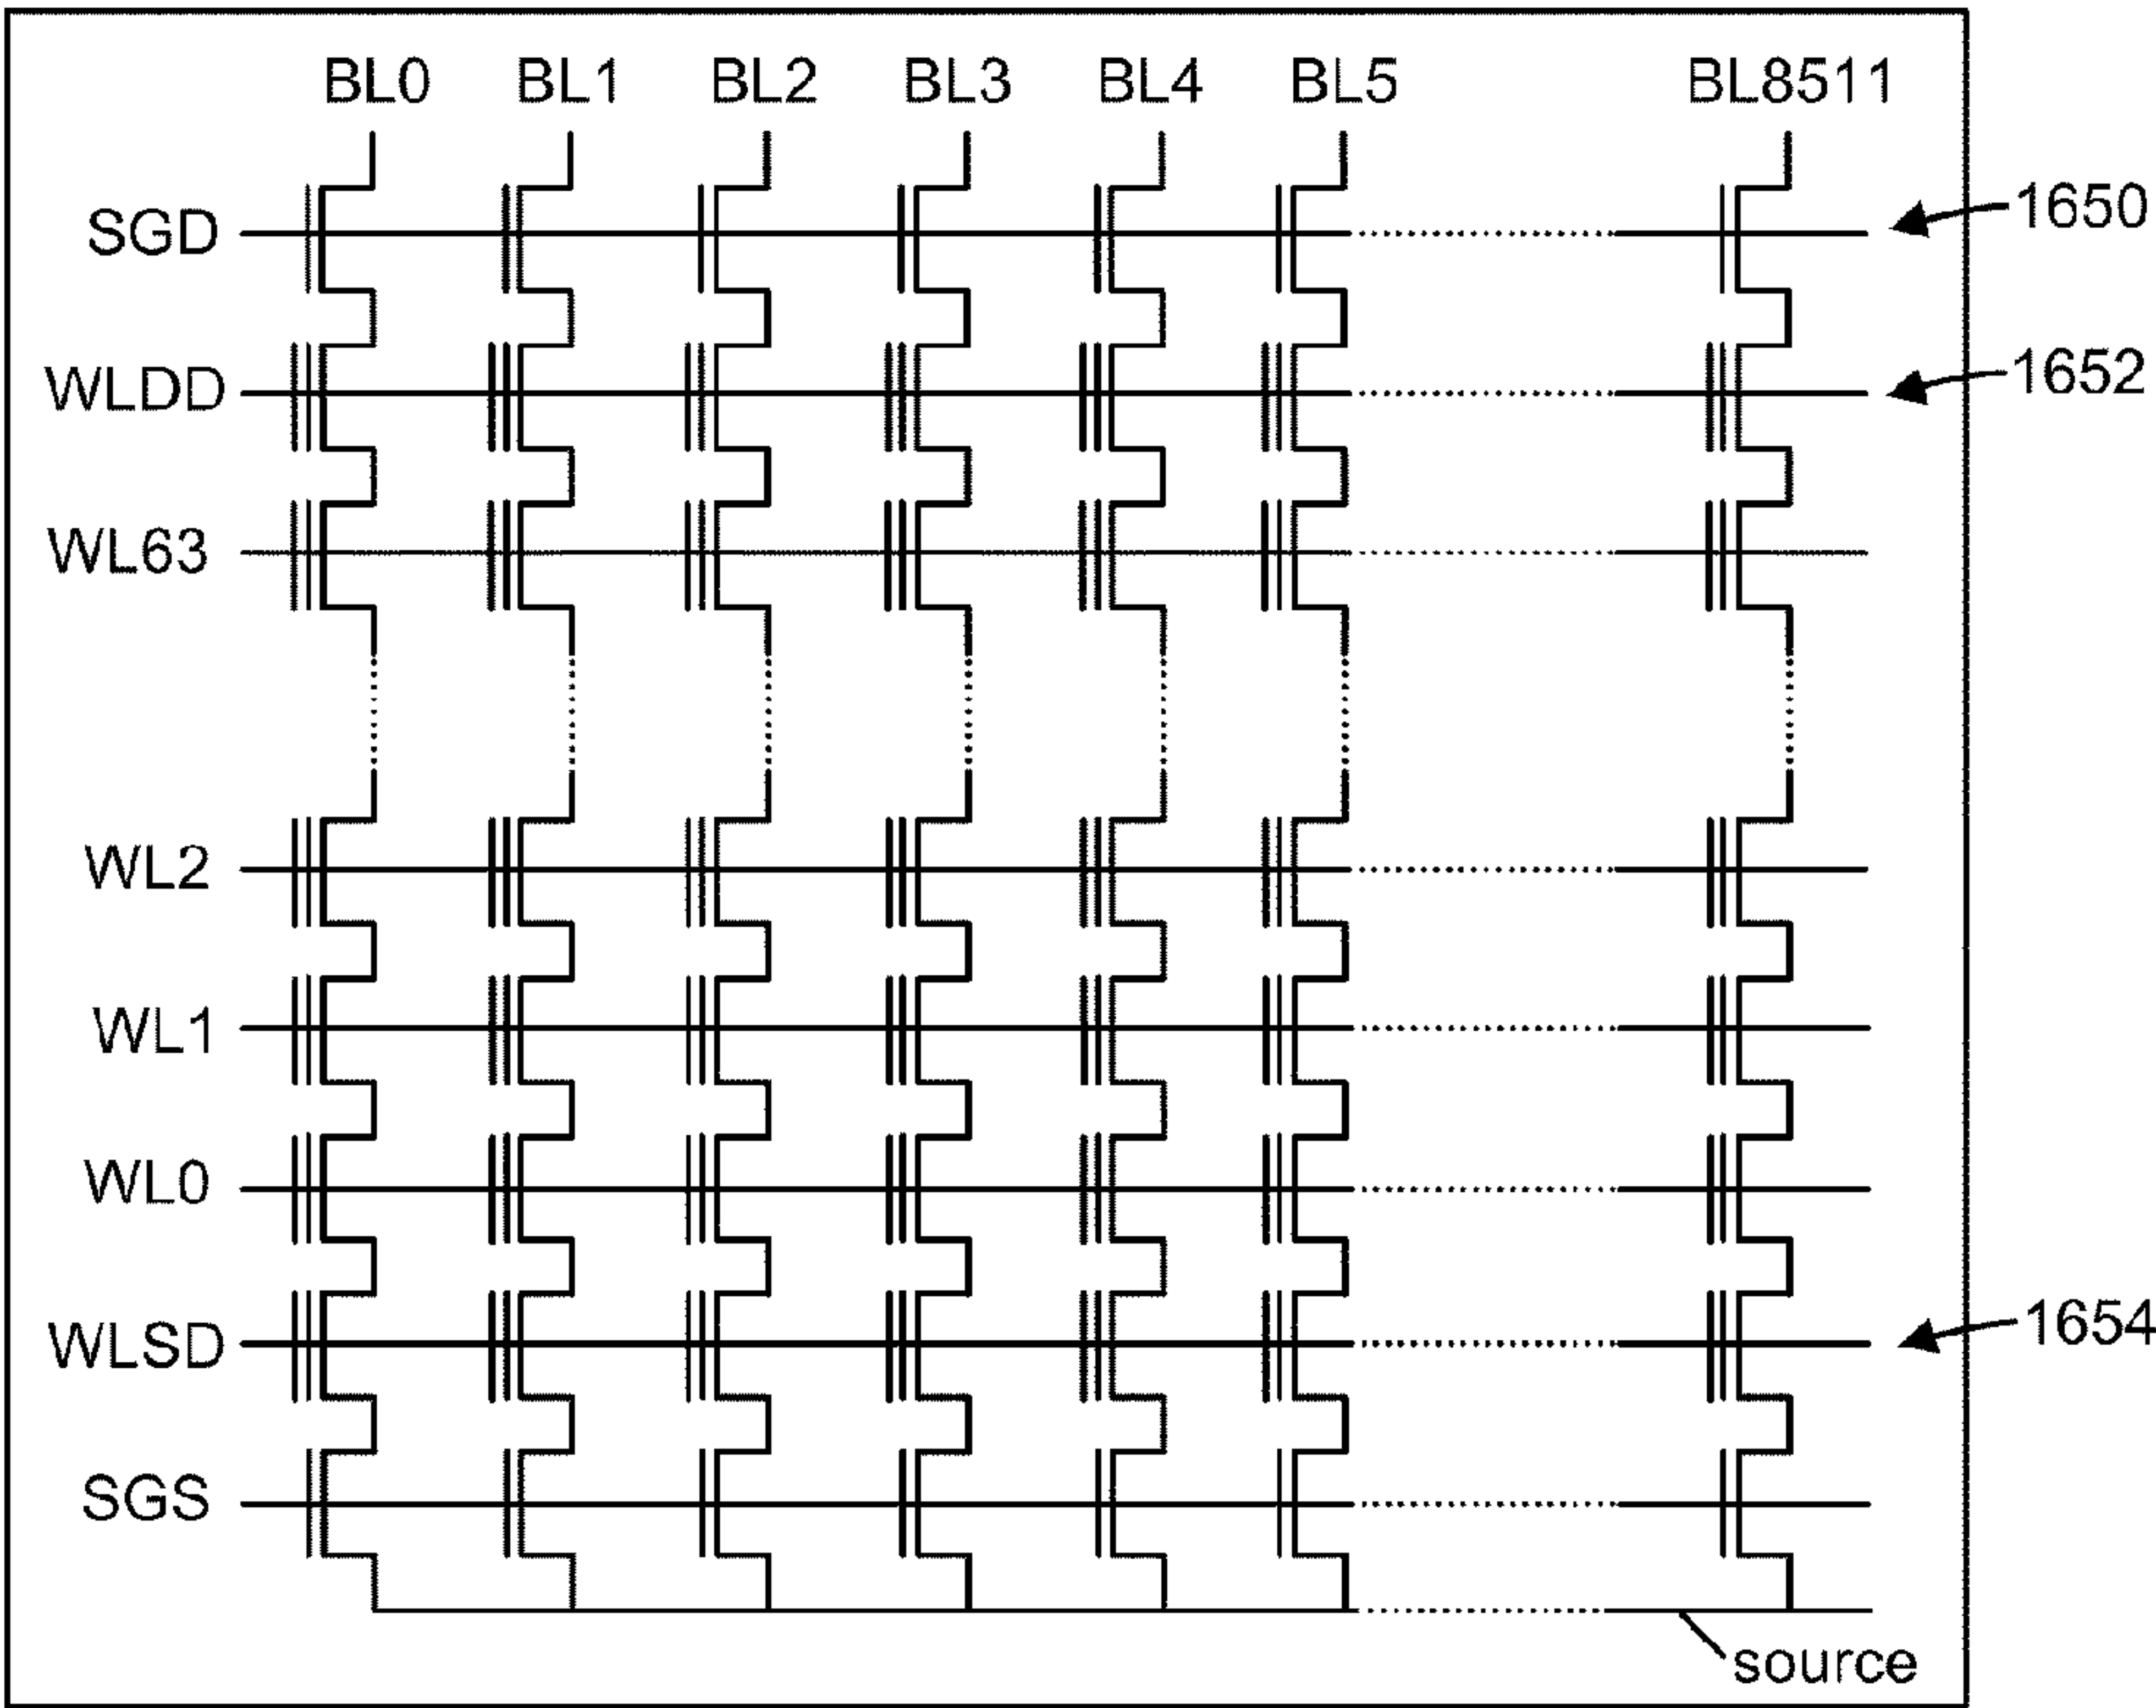 BL0 BL1 BL2 BL3 BL4 BL5 BL8511
SGD 1650
WLDD 1652
WL63
WL2
WL1
WL0
WLSD 1654
SGS
source